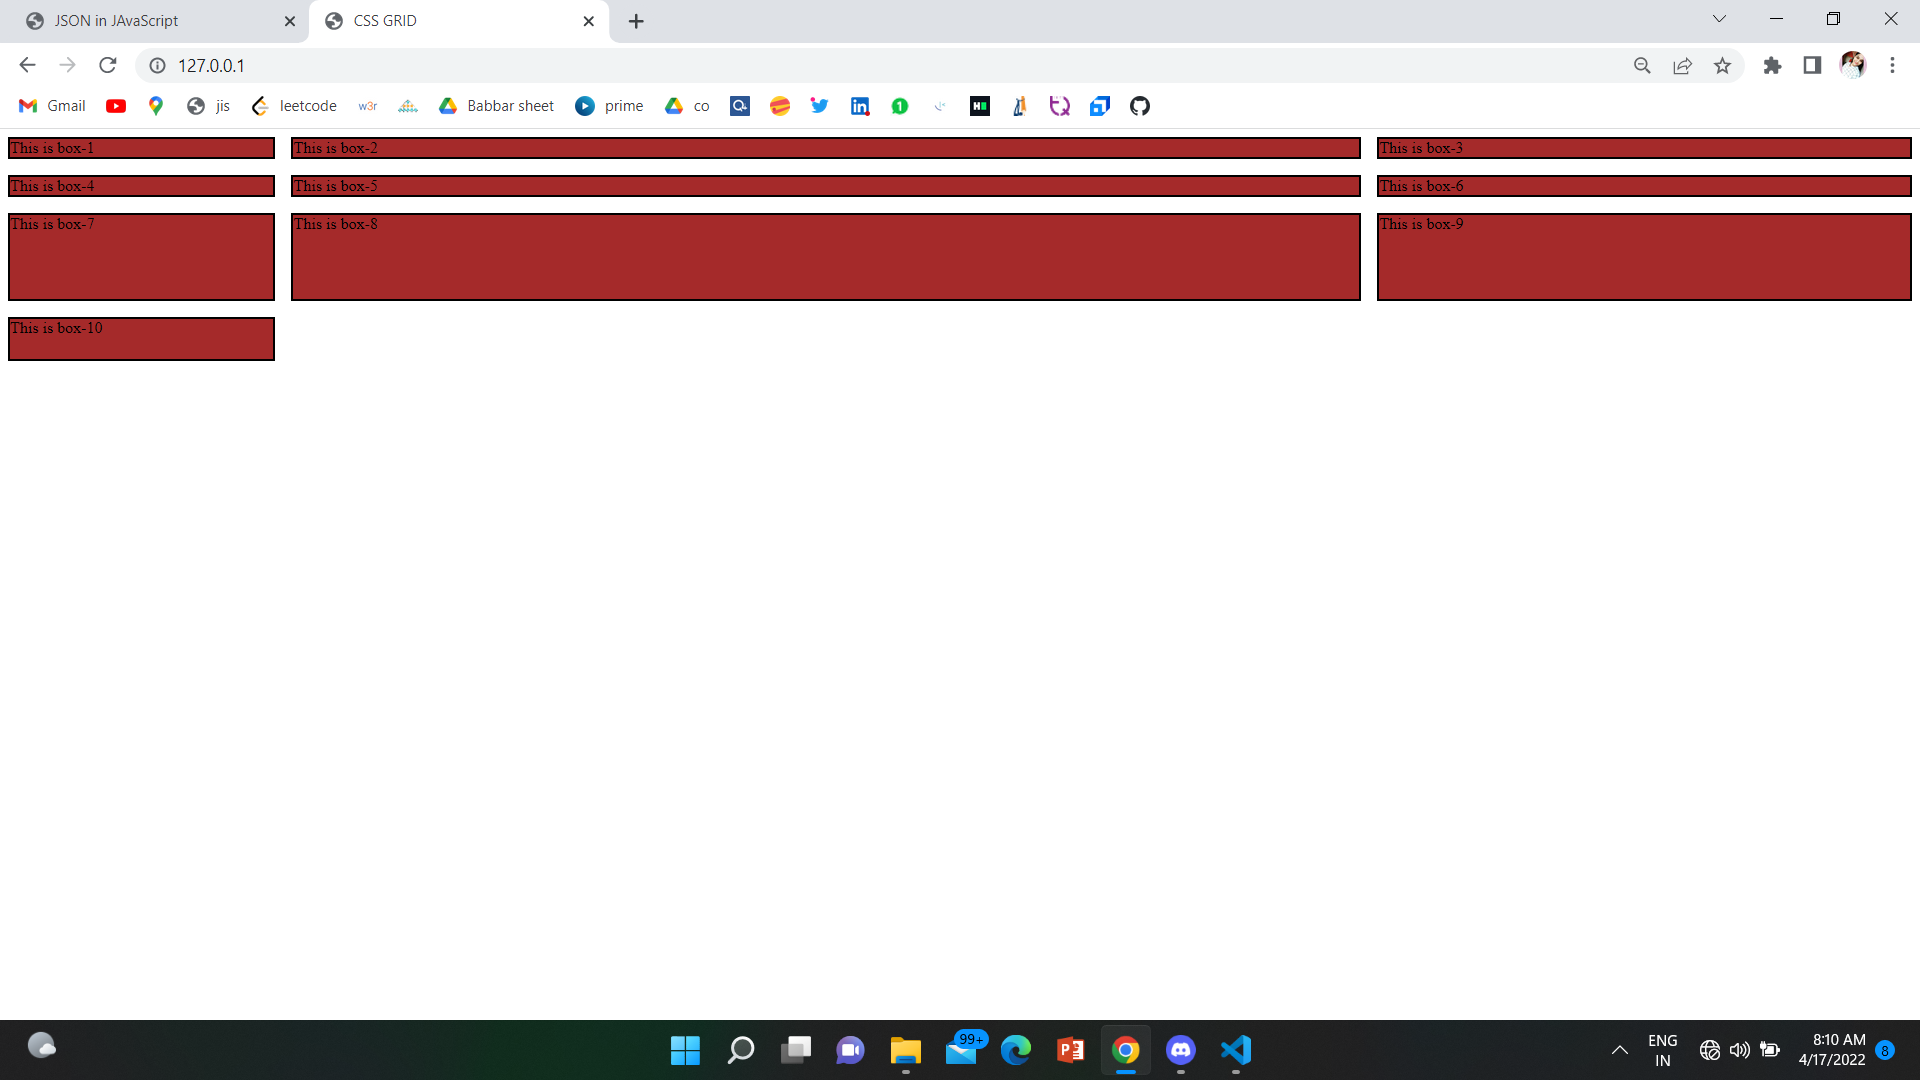 JSON in JAvaScript
CSS GRID
127.0.0.1
Gmail
jis
leetcode
w3r
Babbar sheet
prime
co
in
1
H
This is box-1
This is box-2
This is box-3
This is box-4
This is box-5
This is box-6
This is box-7
This is box-8
This is box-9
This is box-10
99+
P
ENG
IN
8:10 AM
4/17/2022
8